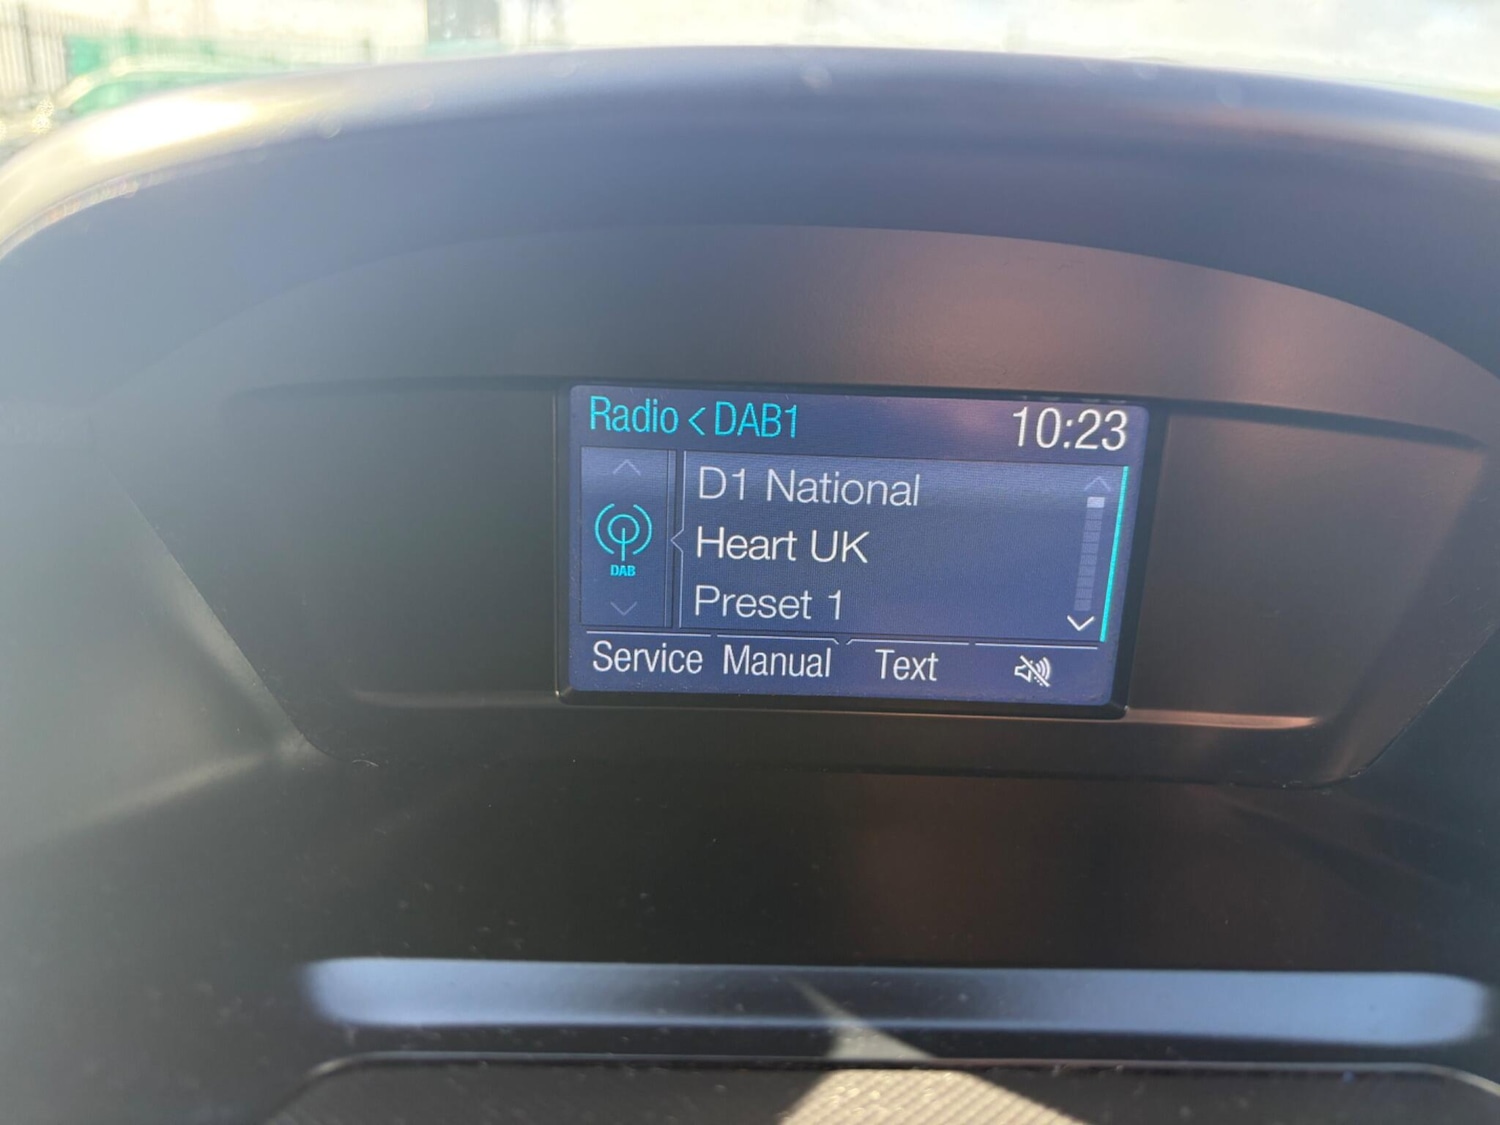 Radio < DAB1 10:23
D1 National
DAB
Heart UK
Preset 1
Service Manual Text